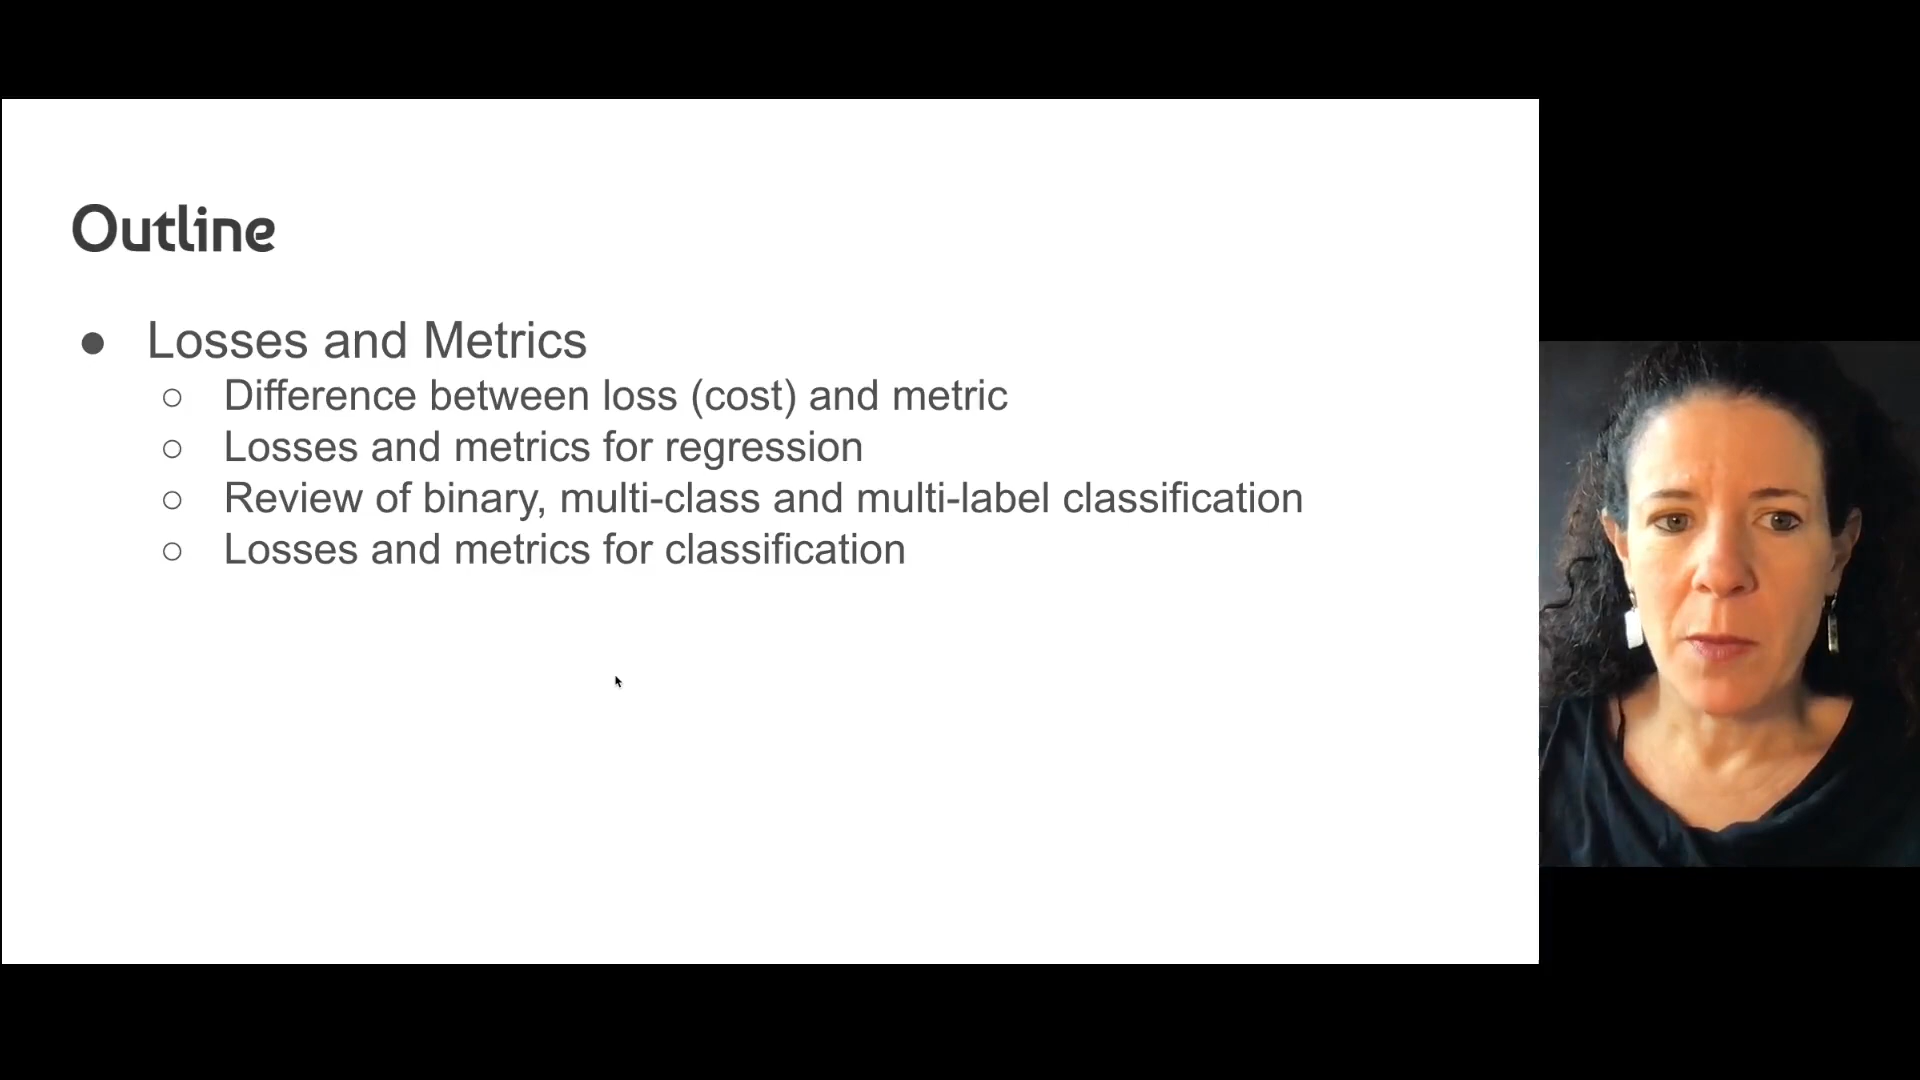 Outline
● Losses and Metrics
○ Difference between loss (cost) and metric
○ Losses and metrics for regression
○ Review of binary, multi-class and multi-label classification
○ Losses and metrics for classification